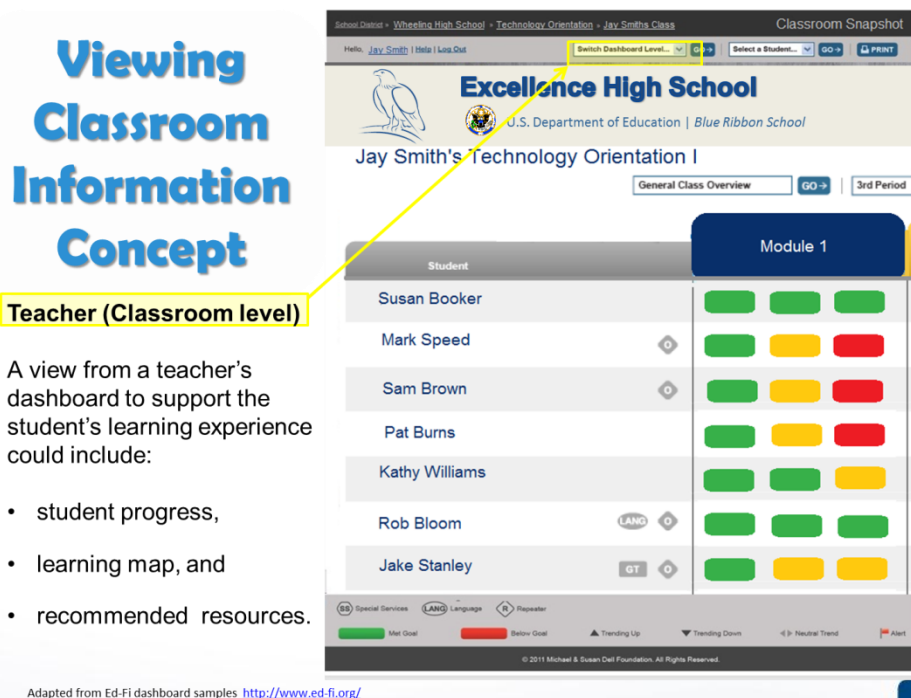 Viewing
Classroom
Information
Concept
Teacher (Classroom level)
A view from a teacher's
dashboard to support the
student's learning experience
could include:
• student progress,
• learning map, and
• recommended resources.
Adapted from Ed-Fi dashboard samples http://www.ed-fi.org/
School District » Wheeling High School » Technology Orientation » Jay Smiths Class
Classroom Snapshot
Hello, Jay Smith | Help | Log Out
Switch Dashboard Level... GO→
Select a Student... GO→
PRINT
Excellence High School
U.S. Department of Education | Blue Ribbon School
Jay Smith's Technology Orientation I
General Class Overview GO→ 3rd Period
Student
Module 1
Susan Booker
Mark Speed O
Sam Brown O
Pat Burns
Kathy Williams
Rob Bloom LANG O
Jake Stanley GT O
SS Special Services LANG Language R Repeater
Met Goal Below Goal Trending Up Trending Down Neutral Trend Alert
© 2011 Michael & Susan Dell Foundation. All Rights Reserved.